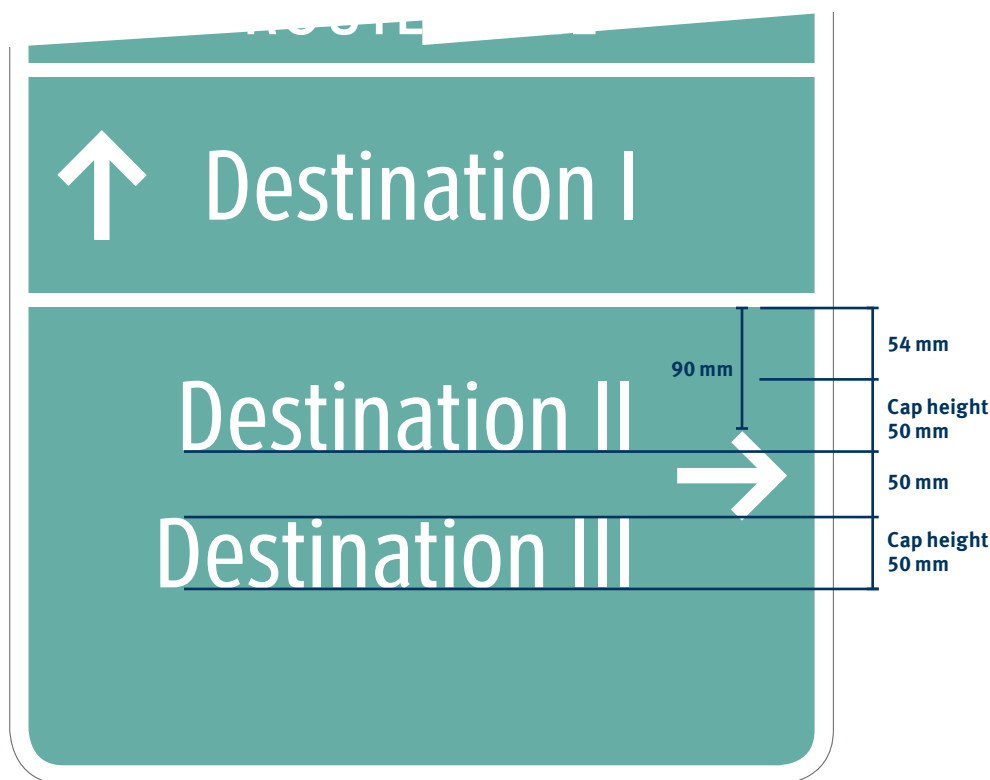 Destination I
54 mm
90 mm
Cap height
50 mm
Destination II
50 mm
Destination III
Cap height
50 mm